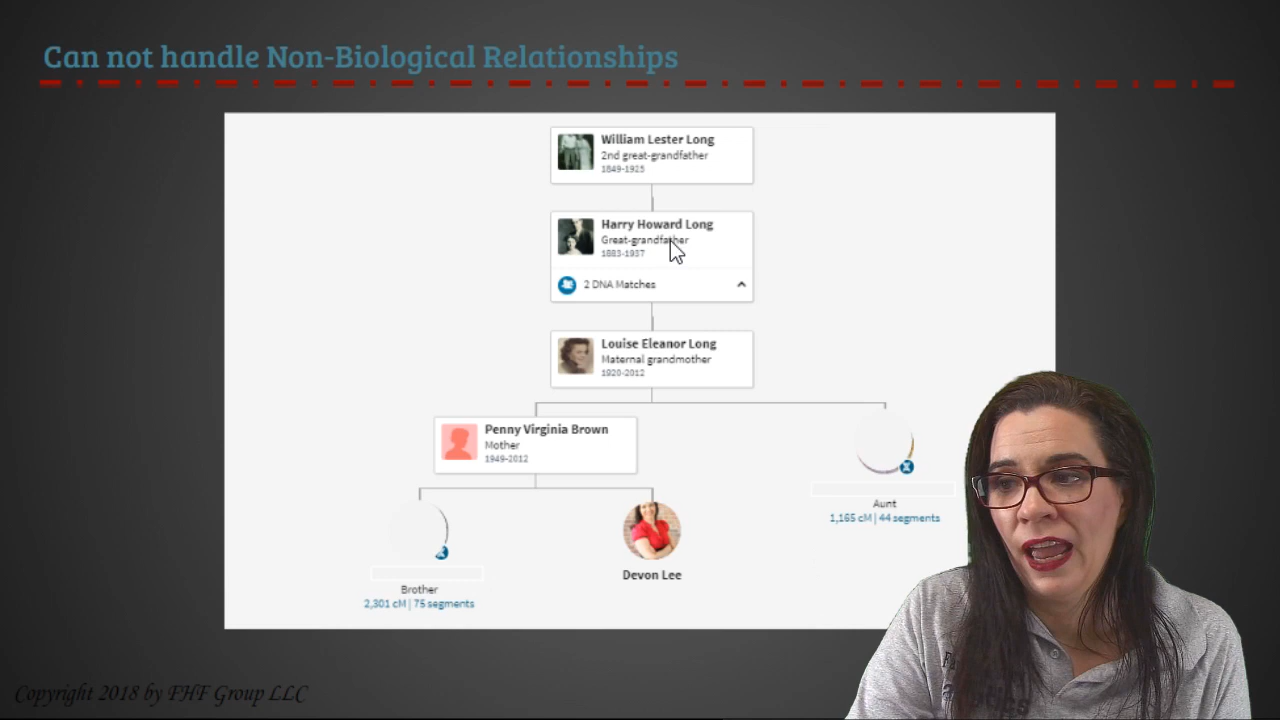 Can not handle Non-Biological Relationships
William Lester Long
2nd great-grandfather
1849-1925
Harry Howard Long
Great-grandfather
1883-1937
2 DNA Matches
Louise Eleanor Long
Maternal grandmother
1920-2012
Penny Virginia Brown
Mother
1949-2012
Aunt
1,165 cM | 44 segments
Devon Lee
Brother
2,301 cM | 75 segments
Copyright 2018 by FHF Group LLC